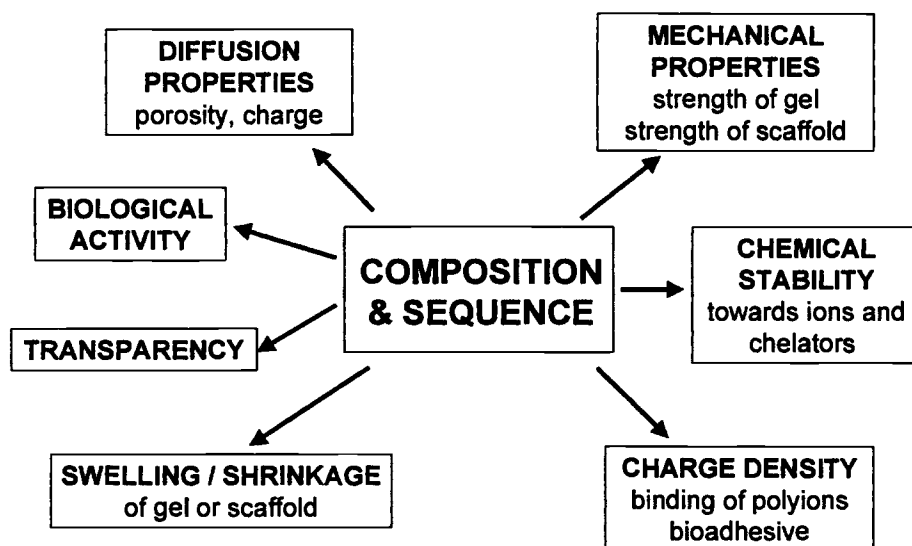 DIFFUSION
PROPERTIES
porosity, charge
MECHANICAL
PROPERTIES
strength of gel
strength of scaffold
BIOLOGICAL
ACTIVITY
COMPOSITION
& SEQUENCE
CHEMICAL
STABILITY
towards ions and
chelators
TRANSPARENCY
SWELLING / SHRINKAGE
of gel or scaffold
CHARGE DENSITY
binding of polyions
bioadhesive